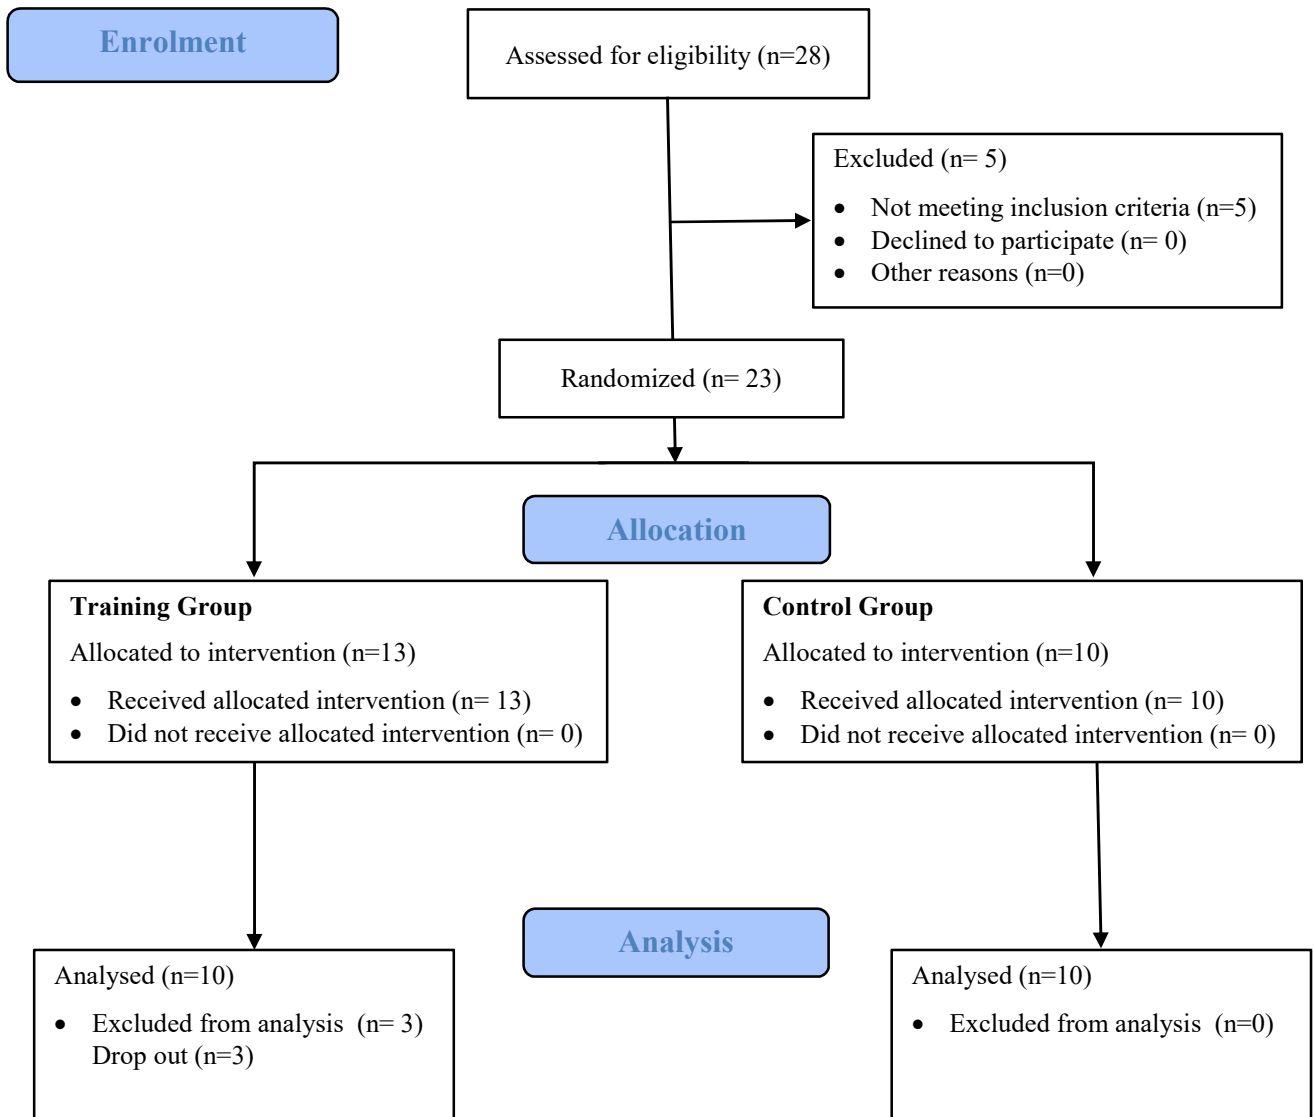 Enrolment
Assessed for eligibility (n=28)
Excluded (n= 5)
• Not meeting inclusion criteria (n=5)
• Declined to participate (n= 0)
• Other reasons (n=0)
Randomized (n= 23)
Allocation
Training Group
Allocated to intervention (n=13)
• Received allocated intervention (n= 13)
• Did not receive allocated intervention (n= 0)
Control Group
Allocated to intervention (n=10)
• Received allocated intervention (n= 10)
• Did not receive allocated intervention (n= 0)
Analysis
Analysed (n=10)
• Excluded from analysis (n= 3)
Drop out (n=3)
Analysed (n=10)
• Excluded from analysis (n=0)